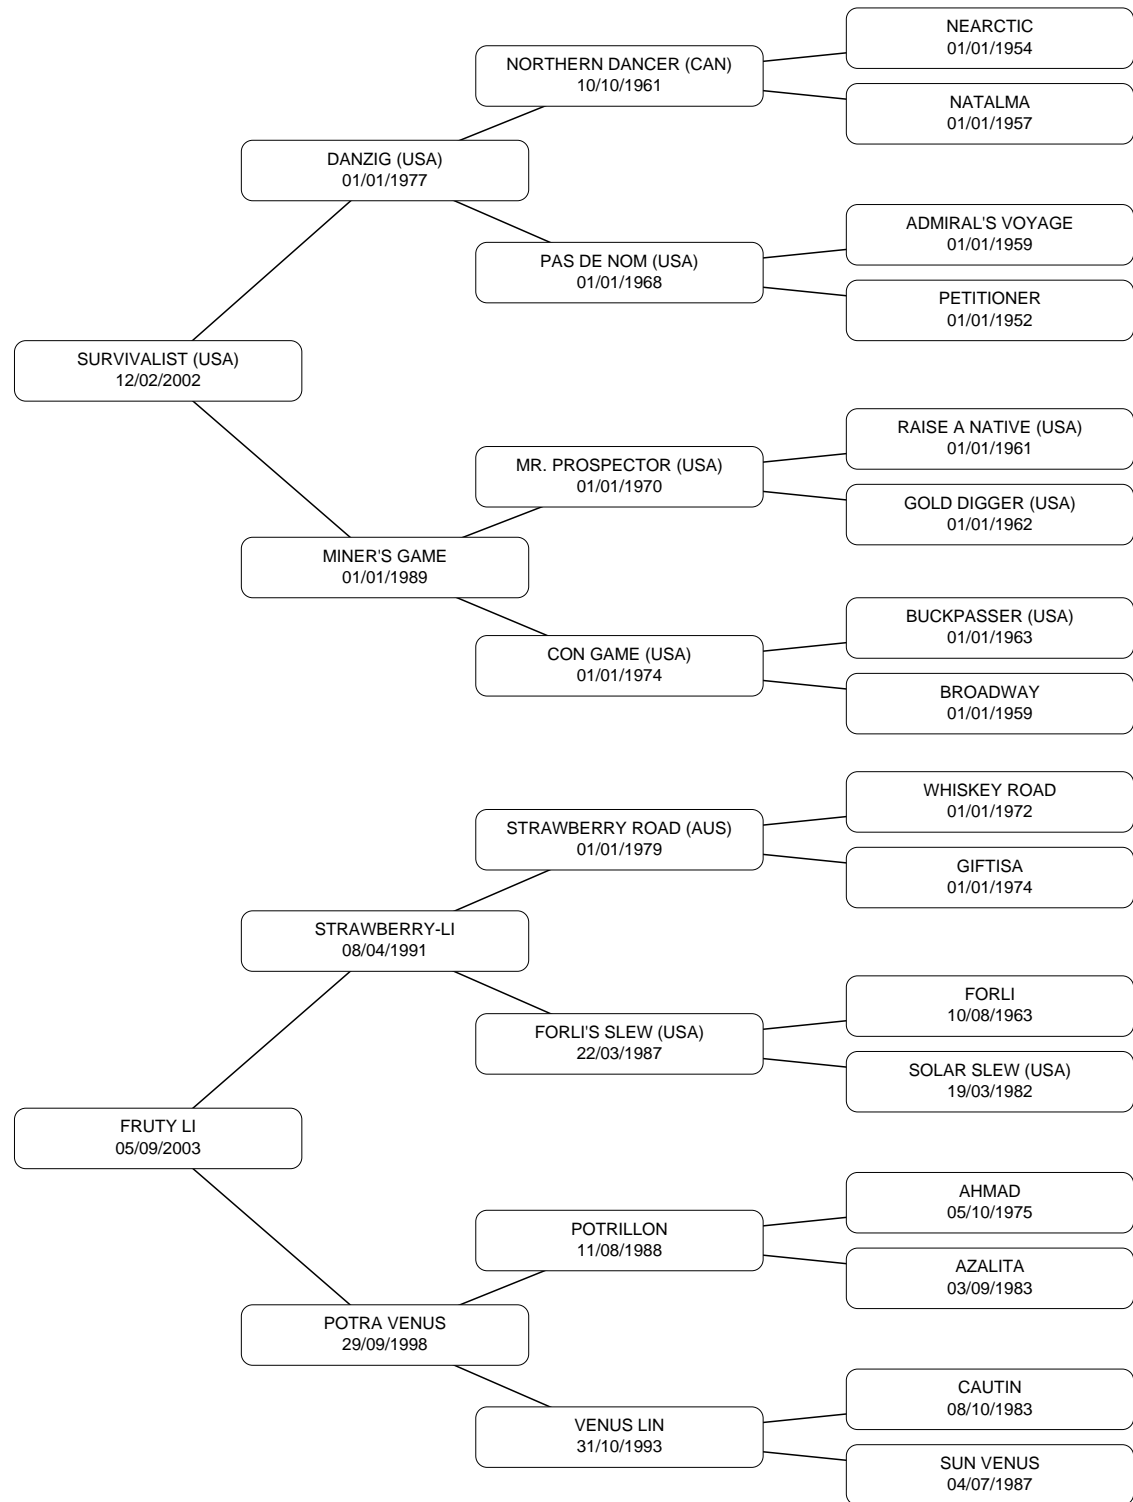 NEARCTIC
01/01/1954
NORTHERN DANCER (CAN)
10/10/1961
NATALMA
01/01/1957
DANZIG (USA)
01/01/1977
ADMIRAL'S VOYAGE
01/01/1959
PAS DE NOM (USA)
01/01/1968
PETITIONER
01/01/1952
SURVIVALIST (USA)
12/02/2002
RAISE A NATIVE (USA)
01/01/1961
MR. PROSPECTOR (USA)
01/01/1970
GOLD DIGGER (USA)
01/01/1962
MINER'S GAME
01/01/1989
BUCKPASSER (USA)
01/01/1963
CON GAME (USA)
01/01/1974
BROADWAY
01/01/1959
WHISKEY ROAD
01/01/1972
STRAWBERRY ROAD (AUS)
01/01/1979
GIFTISA
01/01/1974
STRAWBERRY-LI
08/04/1991
FORLI
10/08/1963
FORLI'S SLEW (USA)
22/03/1987
SOLAR SLEW (USA)
19/03/1982
FRUTY LI
05/09/2003
AHMAD
05/10/1975
POTRILLON
11/08/1988
AZALITA
03/09/1983
POTRA VENUS
29/09/1998
CAUTIN
08/10/1983
VENUS LIN
31/10/1993
SUN VENUS
04/07/1987